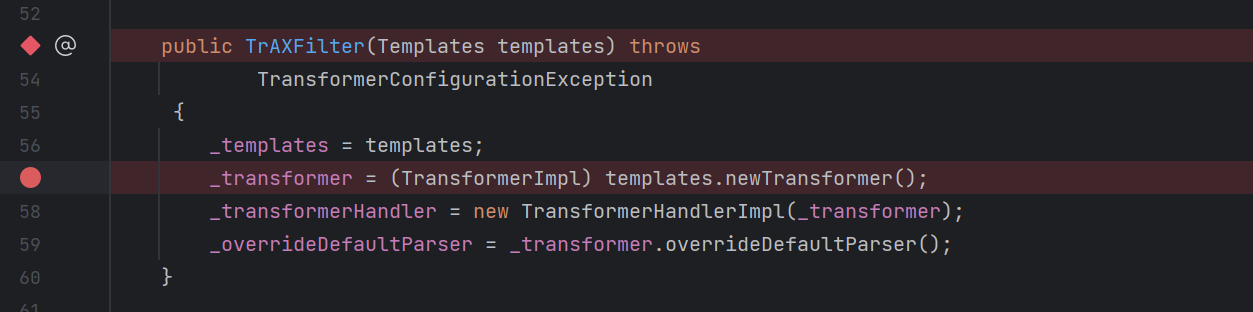 52
@ public TrAXFilter(Templates templates) throws
54 TransformerConfigurationException
55 {
56 _templates = templates;
_transformer = (TransformerImpl) templates.newTransformer();
58 _transformerHandler = new TransformerHandlerImpl(_transformer);
59 _overrideDefaultParser = _transformer.overrideDefaultParser();
60 }
61